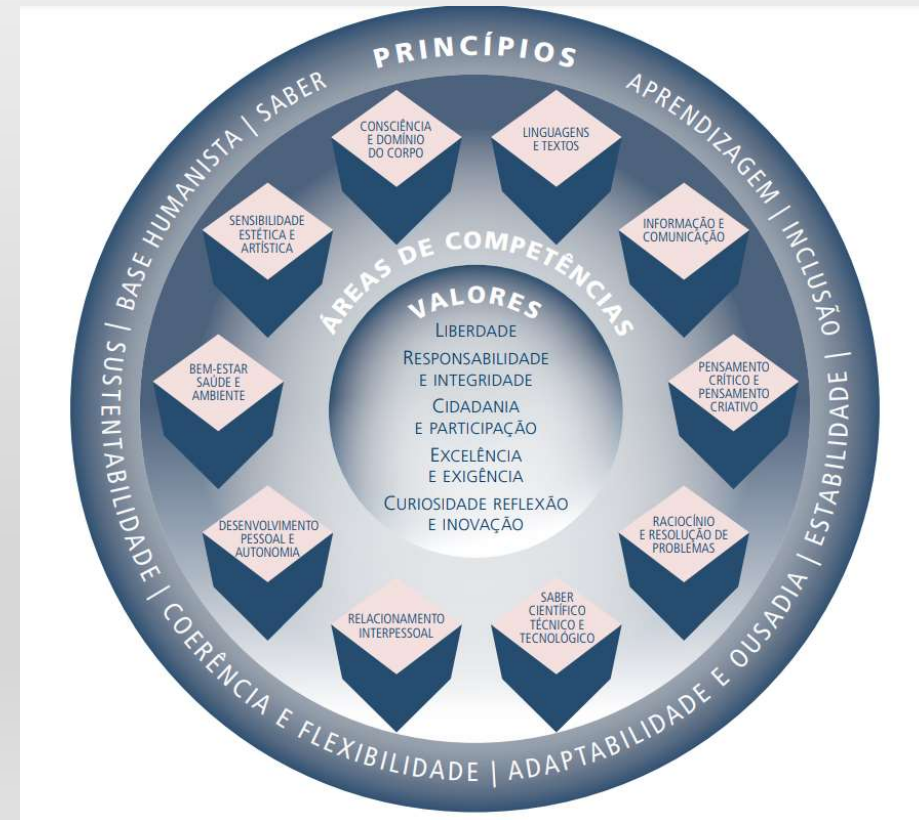 PRINCÍPIOS
APRENDIZAGEM | INCLUSÃO | ESTABILIDADE | ADAPTABILIDADE E OUSADIA | COERÊNCIA E FLEXIBILIDADE | SUSTENTABILIDADE | BASE HUMANISTA | SABER
LINGUAGENS
E TEXTOS
INFORMAÇÃO E
COMUNICAÇÃO
PENSAMENTO
CRÍTICO E
PENSAMENTO
CRIATIVO
RACIOCÍNIO
E RESOLUÇÃO DE
PROBLEMAS
SABER
CIENTÍFICO
TÉCNICO E
TECNOLÓGICO
RELACIONAMENTO
INTERPESSOAL
DESENVOLVIMENTO
PESSOAL E
AUTONOMIA
BEM-ESTAR
SAÚDE E
AMBIENTE
SENSIBILIDADE
ESTÉTICA E
ARTÍSTICA
CONSCIÊNCIA
E DOMÍNIO
DO CORPO
ÁREAS DE COMPETÊNCIAS
VALORES
LIBERDADE
RESPONSABILIDADE
E INTEGRIDADE
CIDADANIA
E PARTICIPAÇÃO
EXCELÊNCIA
E EXIGÊNCIA
CURIOSIDADE REFLEXÃO
E INOVAÇÃO